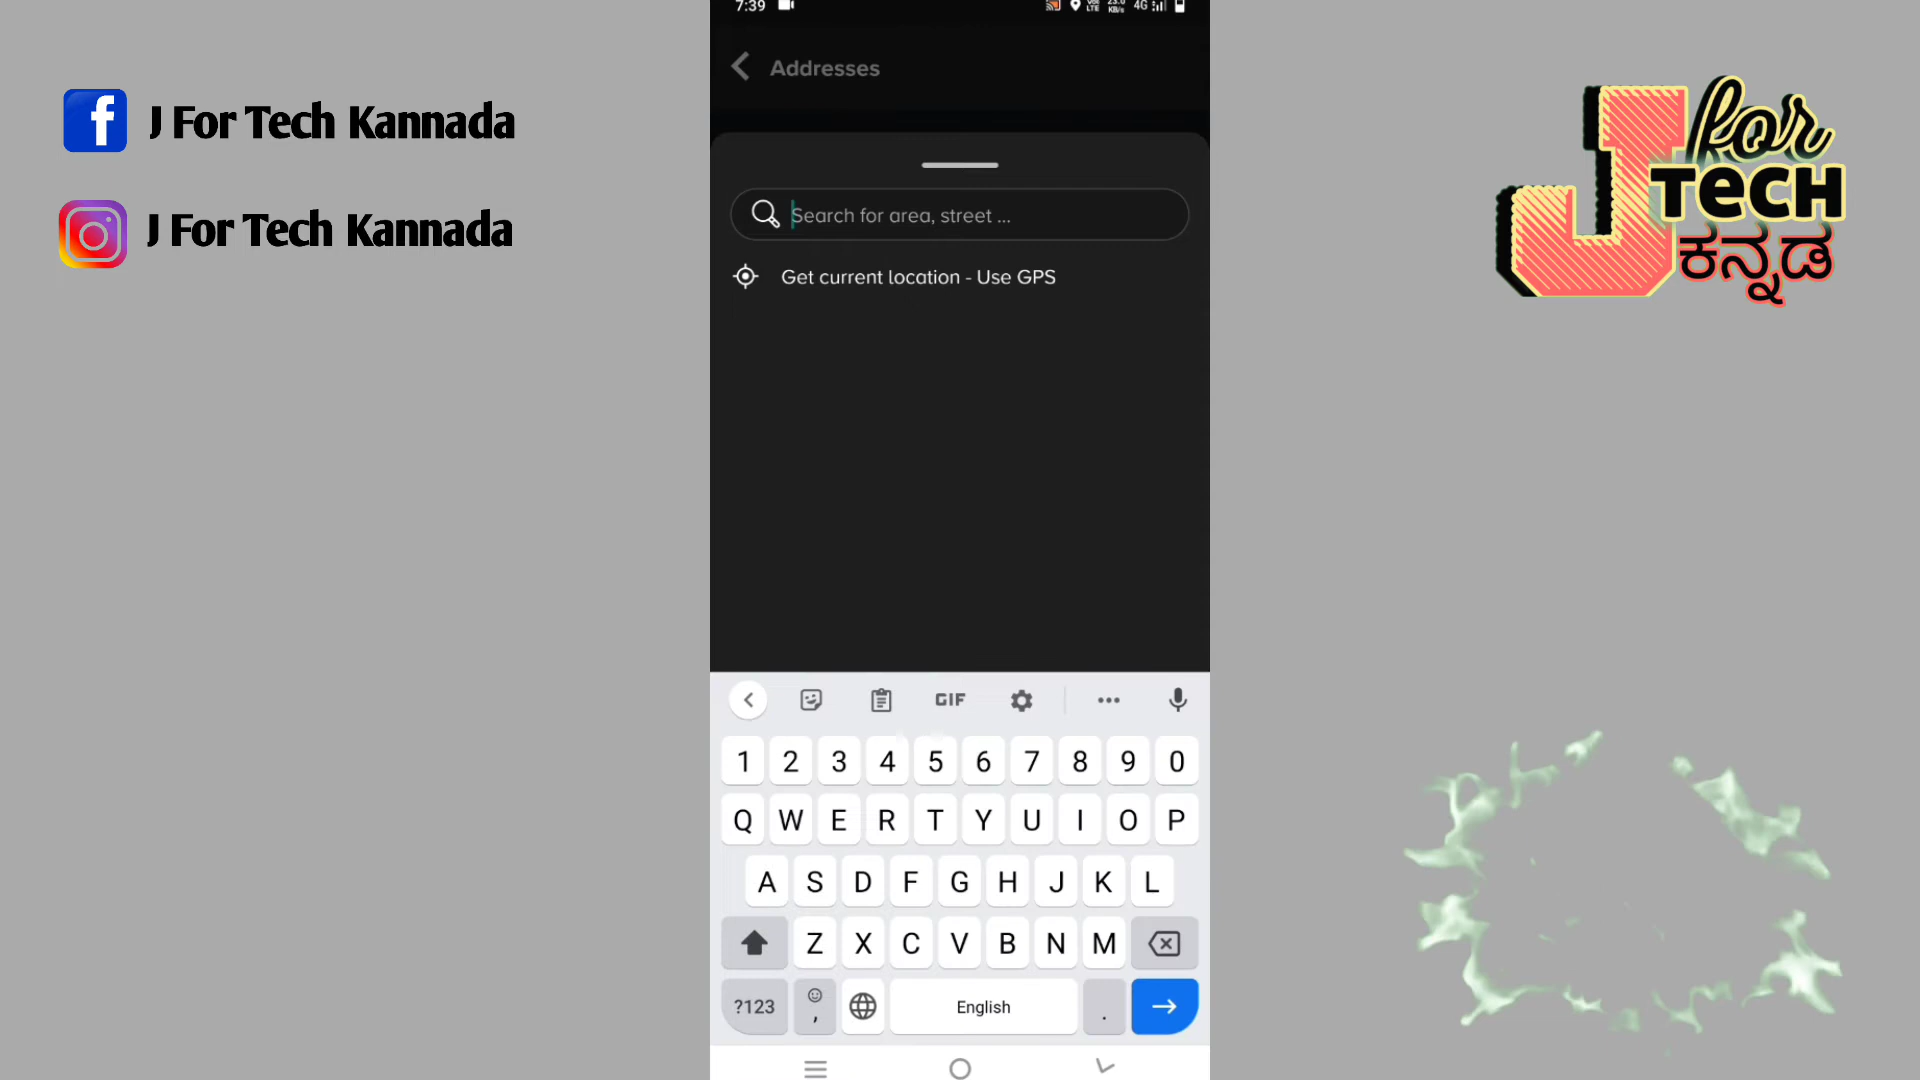 7:39
4G
Addresses
Search for area, street ...
Get current location - Use GPS
J For Tech Kannada
J For Tech Kannada
J for
TECH
ಕನ್ನಡ
GIF
1 2 3 4 5 6 7 8 9 0
Q W E R T Y U I O P
A S D F G H J K L
Z X C V B N M
?123 , English .